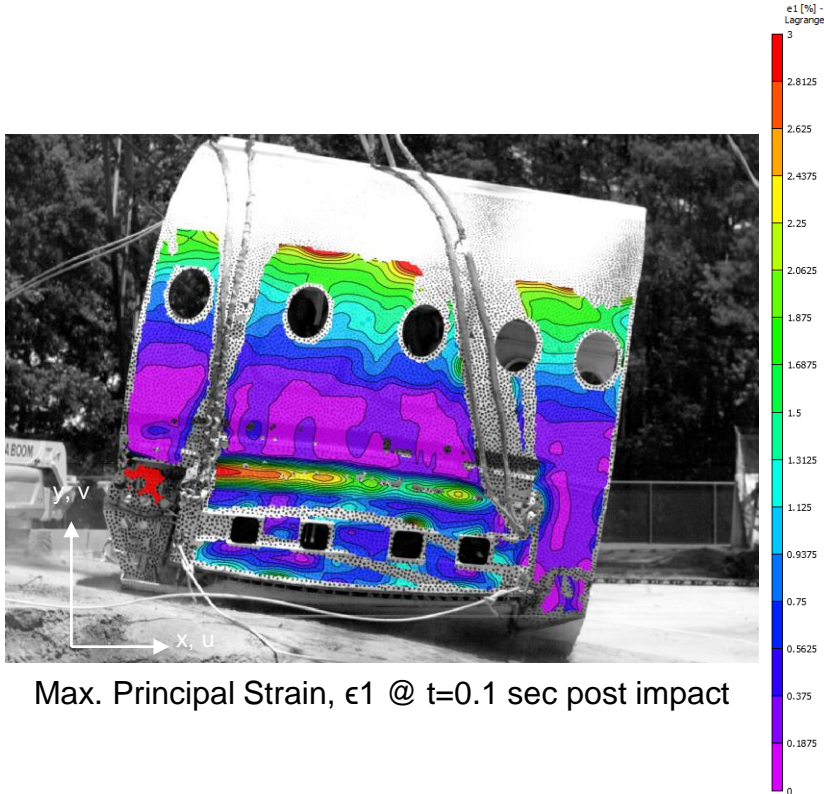 e1 [%] -
Lagrange
3
2.8125
2.625
2.4375
2.25
2.0625
1.875
1.6875
1.5
1.3125
1.125
0.9375
0.75
0.5625
0.375
0.1875
0
A BOOM
y, v
x, u
Max. Principal Strain, ϵ1 @ t=0.1 sec post impact